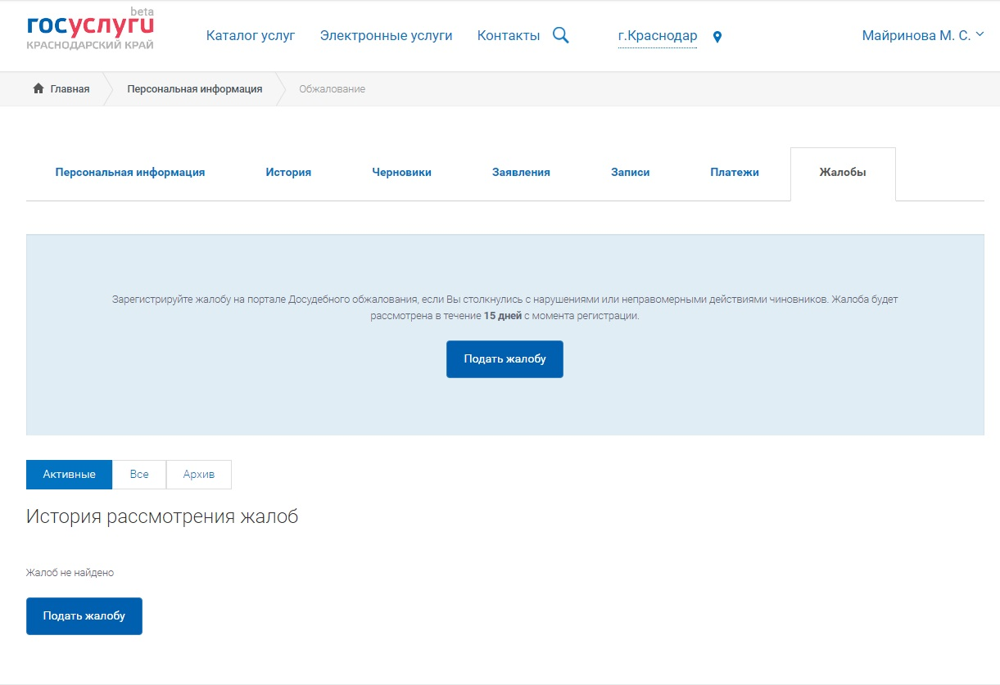 beta
госуслуги
КРАСНОДАРСКИЙ КРАЙ
Каталог услуг Электронные услуги Контакты г.Краснодар Майринова М. С.
Главная Персональная информация Обжалование
Персональная информация История Черновики Заявления Записи Платежи Жалобы
Зарегистрируйте жалобу на портале Досудебного обжалования, если Вы столкнулись с нарушениями или неправомерными действиями чиновников. Жалоба будет
рассмотрена в течение 15 дней с момента регистрации.
Подать жалобу
Активные Все Архив
История рассмотрения жалоб
Жалоб не найдено
Подать жалобу